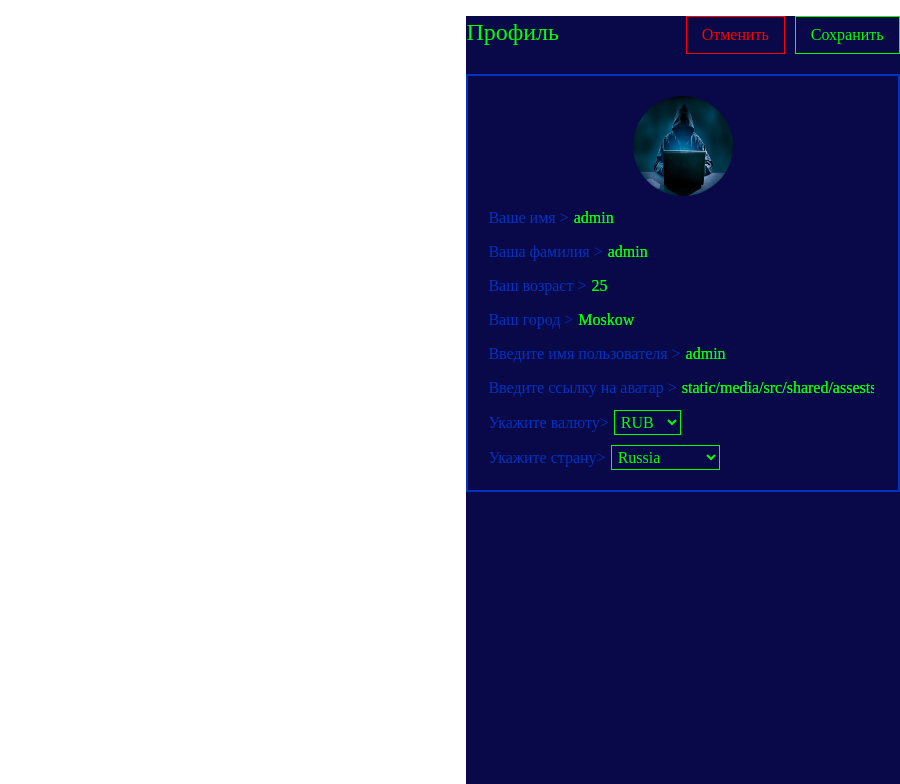 Профиль Отменить Сохранить
Ваше имя > admin
Ваша фамилия > admin
Ваш возраст > 25
Ваш город > Moskow
Введите имя пользователя > admin
Введите ссылку на аватар > static/media/src/shared/assests
Укажите валюту> RUB
Укажите страну> Russia